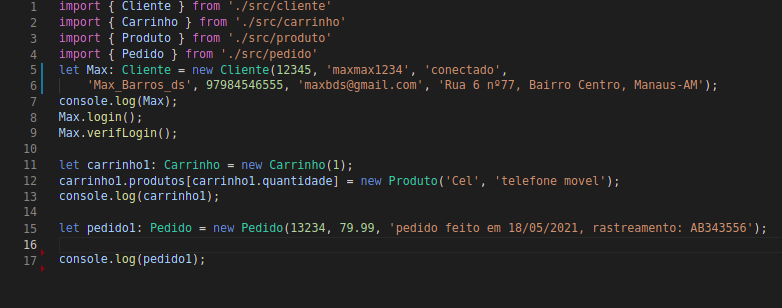 1 import { Cliente } from './src/cliente'
2 import { Carrinho } from './src/carrinho'
3 import { Produto } from './src/produto'
4 import { Pedido } from './src/pedido'
5 let Max: Cliente = new Cliente(12345, 'maxmax1234', 'conectado',
6 'Max_Barros_ds', 97984546555, 'maxbds@gmail.com', 'Rua 6 nº77, Bairro Centro, Manaus-AM');
7 console.log(Max);
8 Max.login();
9 Max.verifLogin();
10
11 let carrinho1: Carrinho = new Carrinho(1);
12 carrinho1.produtos[carrinho1.quantidade] = new Produto('Cel', 'telefone movel');
13 console.log(carrinho1);
14
15 let pedido1: Pedido = new Pedido(13234, 79.99, 'pedido feito em 18/05/2021, rastreamento: AB343556');
16
17 console.log(pedido1);